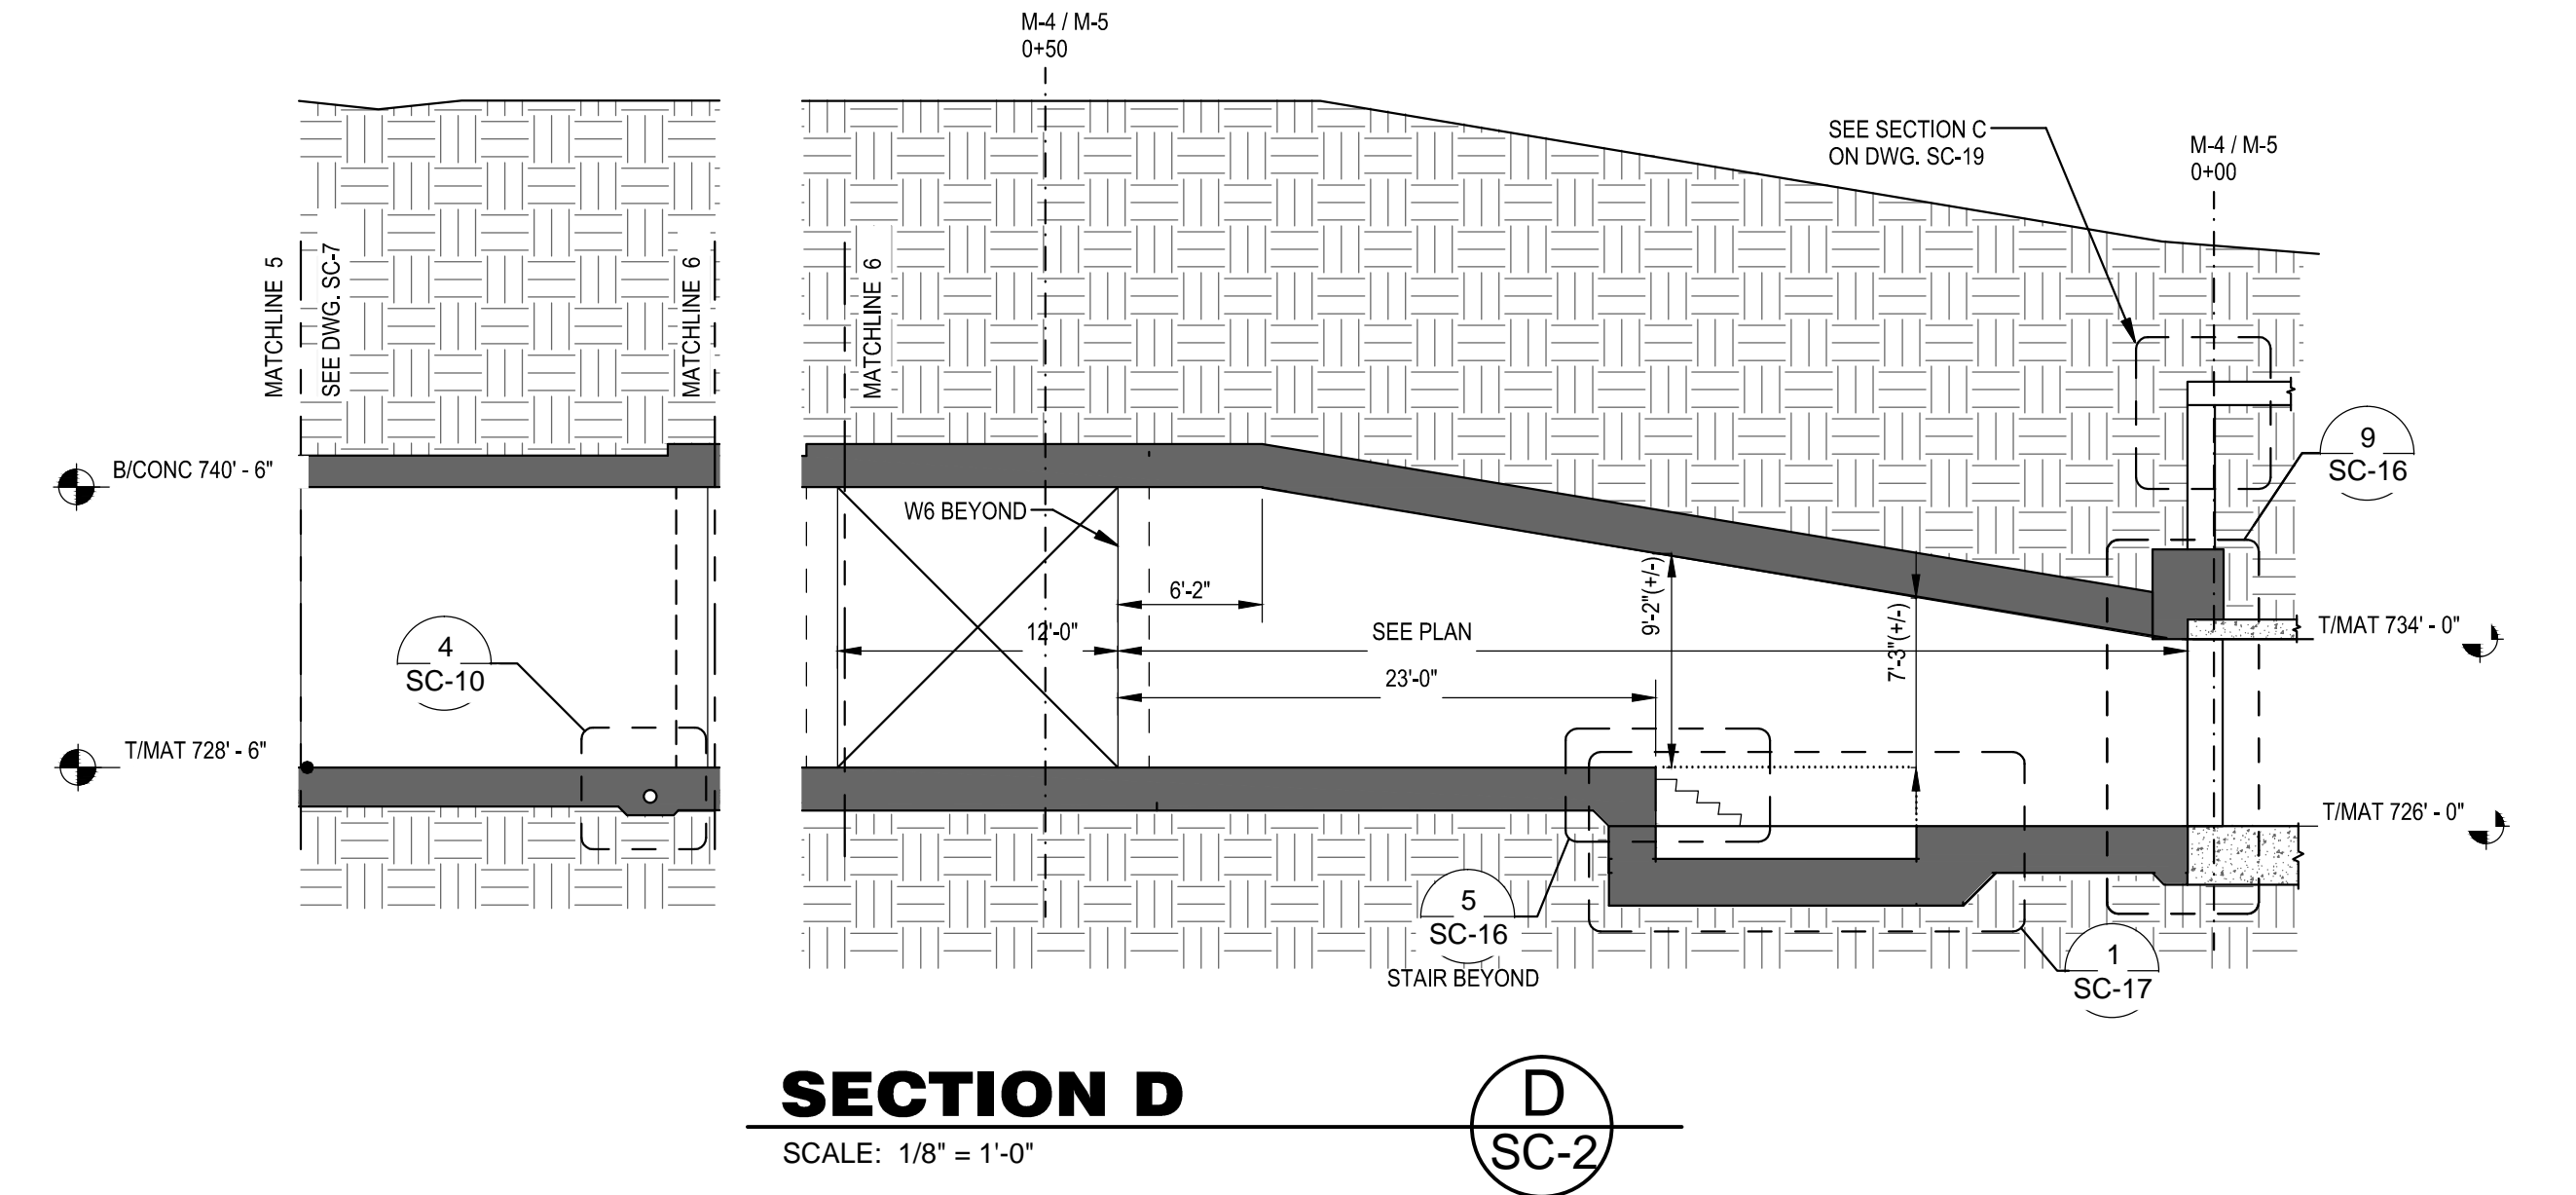 M-4 / M-5
0+50
SEE SECTION C
ON DWG. SC-19
M-4 / M-5
0+00
MATCHLINE 5
SEE DWG. SC-7
MATCHLINE 6
MATCHLINE 6
B/CONC 740' - 6"
9
SC-16
W6 BEYOND
6'-2"
9'-2"(+/-)
7'-3"(+/-)
12'-0"
SEE PLAN
T/MAT 734' - 0"
4
SC-10
23'-0"
T/MAT 728' - 6"
T/MAT 726' - 0"
5
SC-16
STAIR BEYOND
1
SC-17
SECTION D
SCALE: 1/8" = 1'-0"
D
SC-2